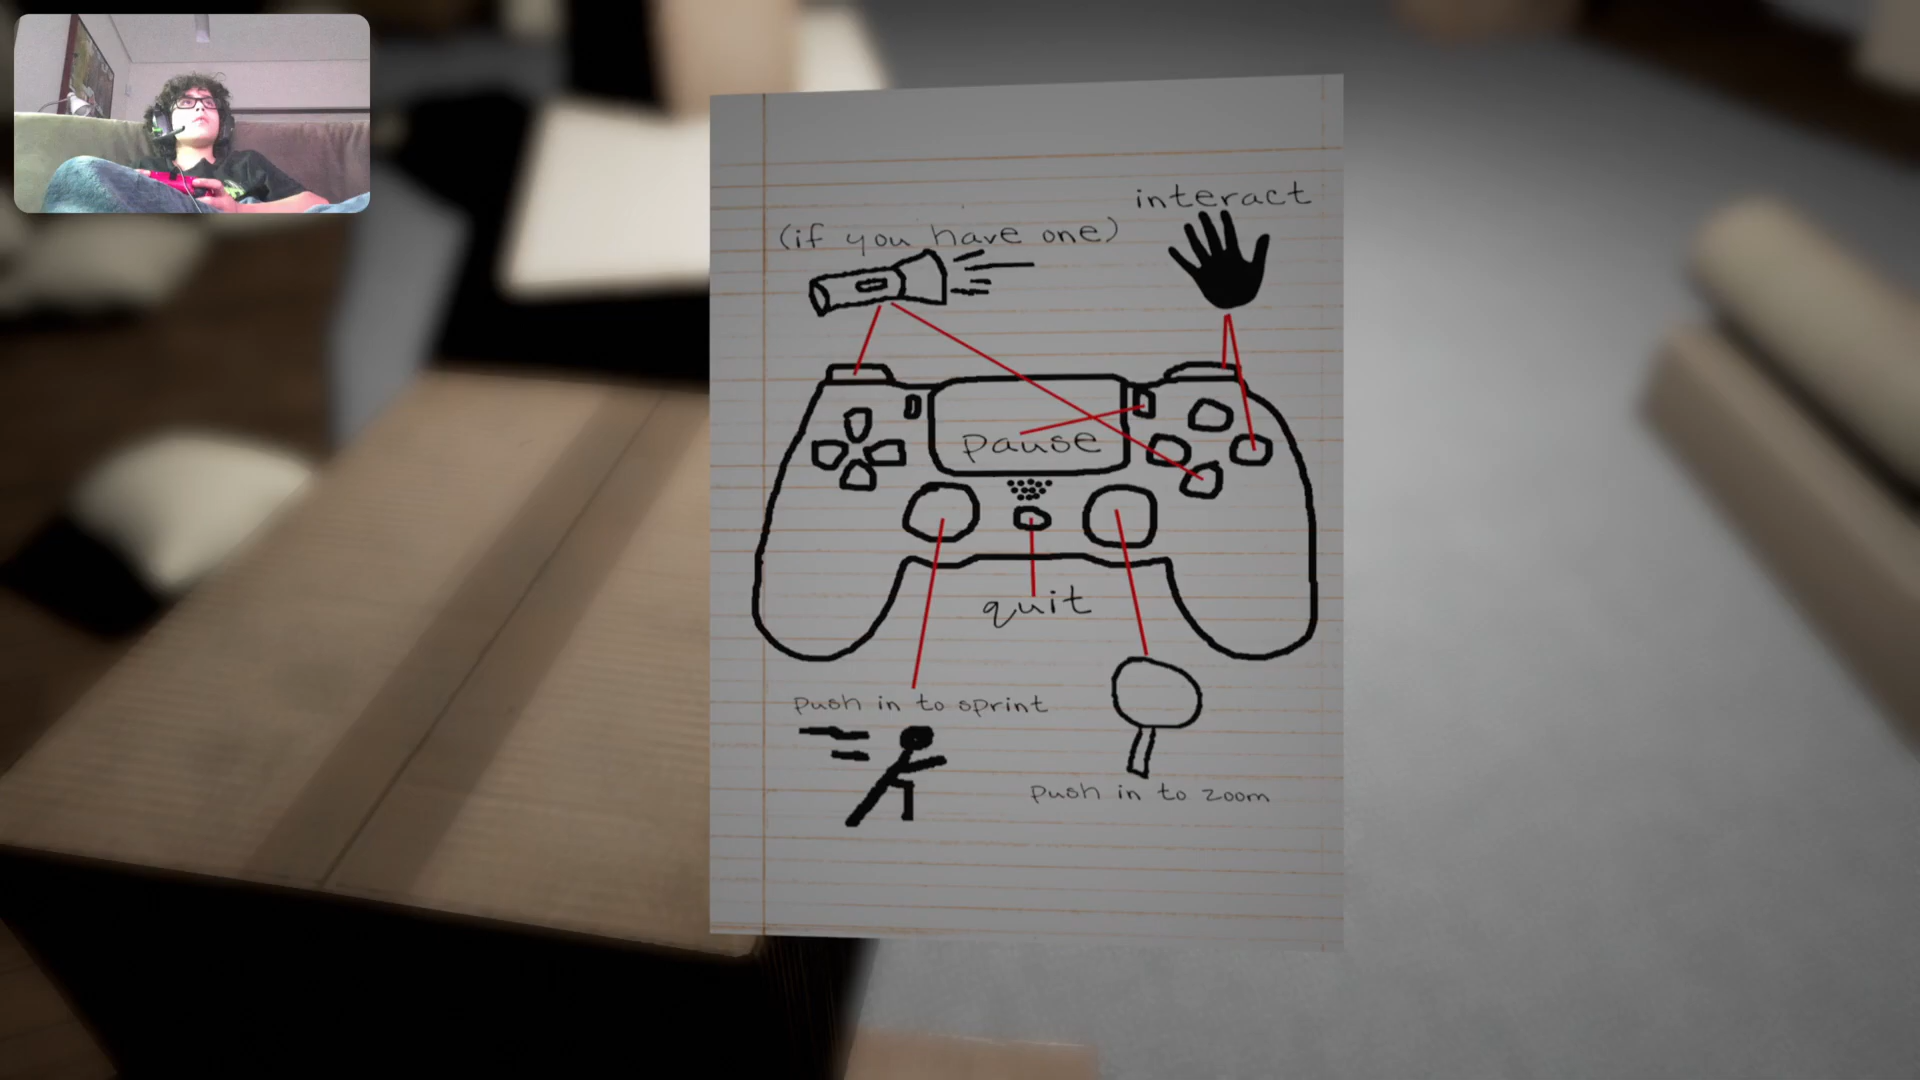 interact
(if you have one)
pause
quit
push in to sprint
push in to zoom